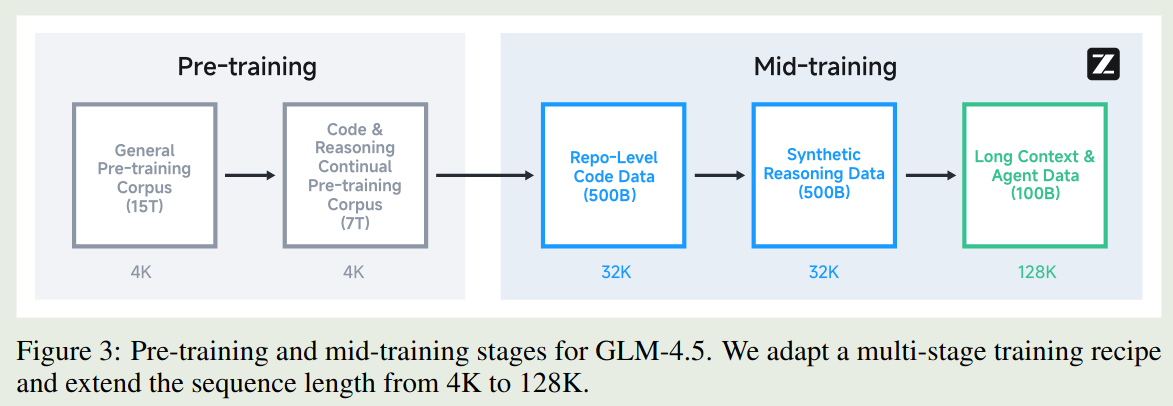 Pre-training
Mid-training
Z
General
Pre-training
Corpus
(15T)
Code &
Reasoning
Continual
Pre-training
Corpus
(7T)
Repo-Level
Code Data
(500B)
Synthetic
Reasoning Data
(500B)
Long Context &
Agent Data
(100B)
4K
4K
32K
32K
128K
Figure 3: Pre-training and mid-training stages for GLM-4.5. We adapt a multi-stage training recipe
and extend the sequence length from 4K to 128K.